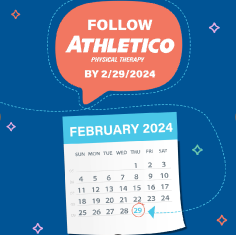 FOLLOW
ATHLETICO
PHYSICAL THERAPY
BY 2/29/2024
FEBRUARY 2024
SUN MON TUE WED THU FRI SAT
1 2 3
4 5 6 7 8 9 10
11 12 13 14 15 16 17
18 19 20 21 22 23 24
25 26 27 28 29